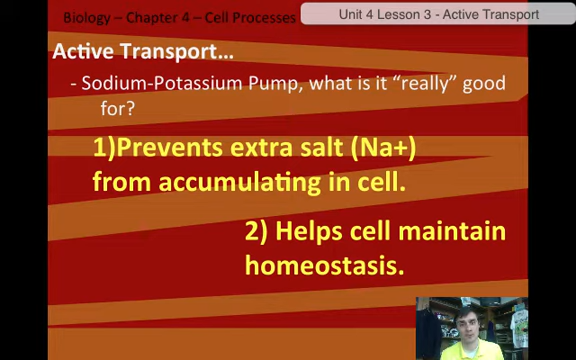 Biology – Chapter 4 – Cell Processes
Unit 4 Lesson 3 - Active Transport
Active Transport…
- Sodium-Potassium Pump, what is it “really” good
for?
1)Prevents extra salt (Na+)
from accumulating in cell.
2) Helps cell maintain
homeostasis.